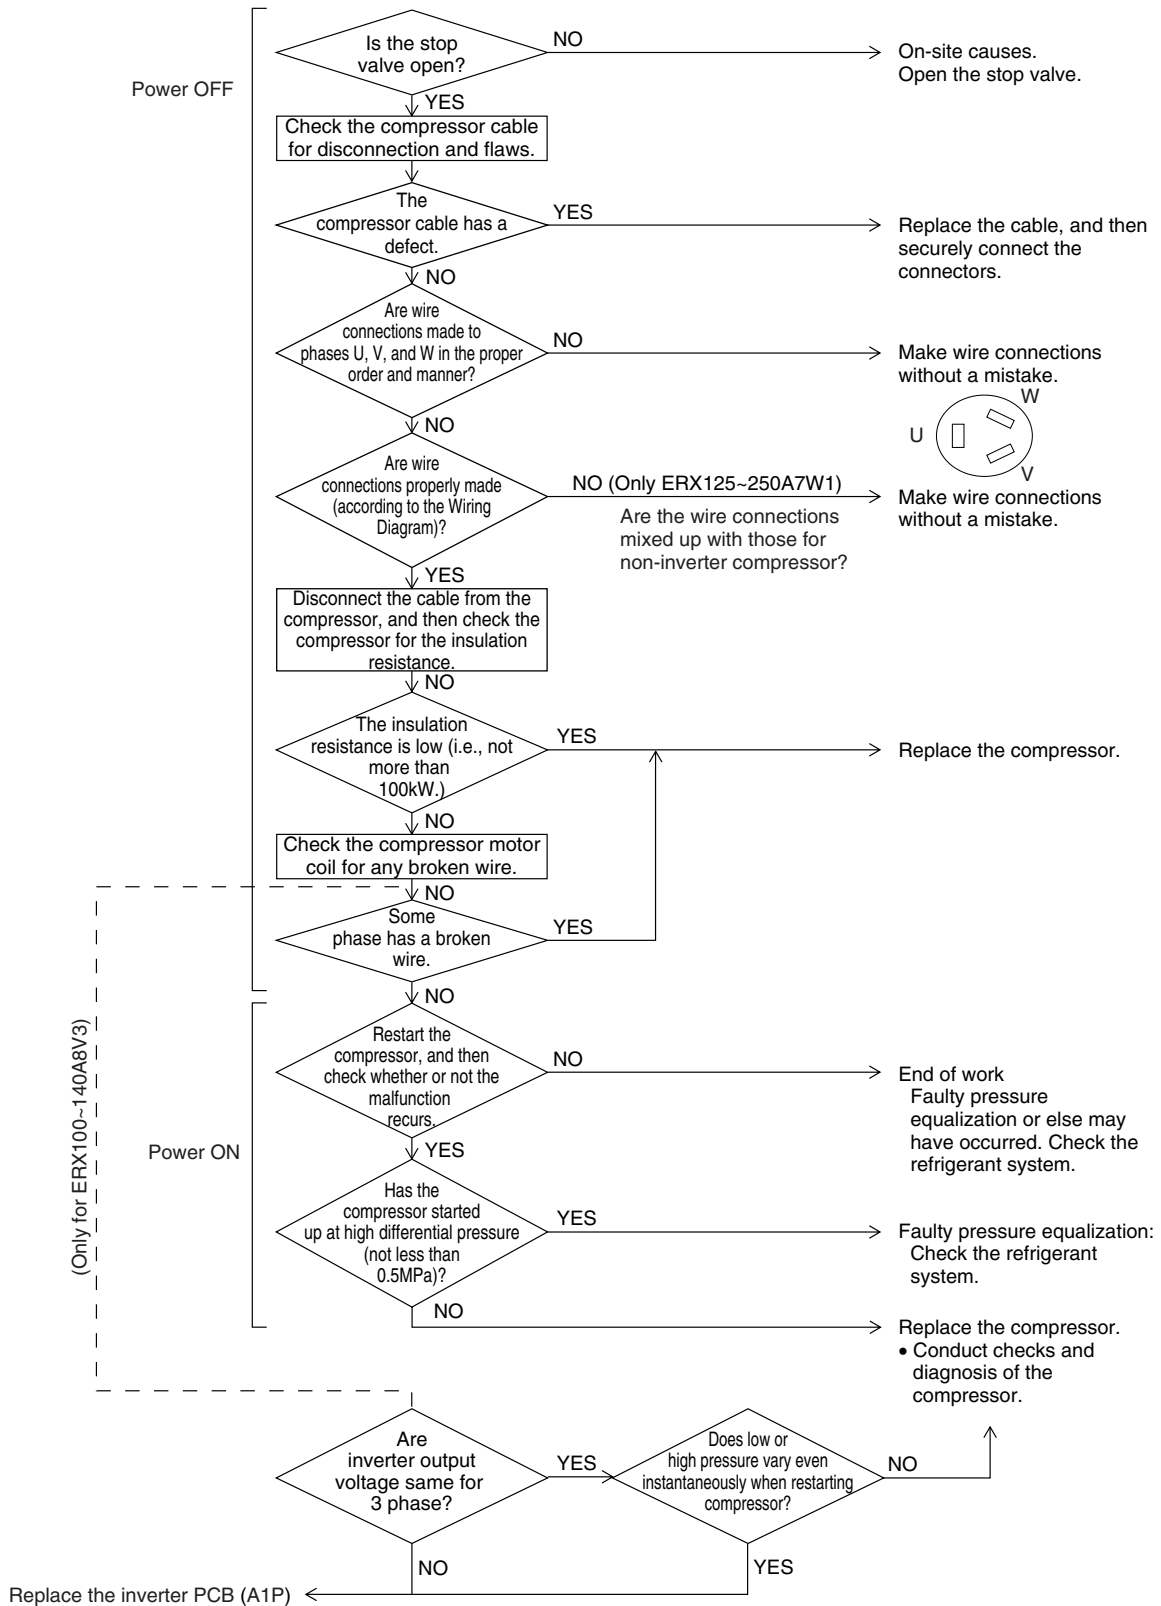 Power OFF
Is the stop
valve open?
NO
On-site causes.
Open the stop valve.
YES
Check the compressor cable
for disconnection and flaws.
The
compressor cable has a
defect.
YES
Replace the cable, and then
securely connect the
connectors.
NO
Are wire
connections made to
phases U, V, and W in the proper
order and manner?
NO
Make wire connections
without a mistake.
W
U
V
NO
Are wire
connections properly made
(according to the Wiring
Diagram)?
NO (Only ERX125~250A7W1)
Are the wire connections
mixed up with those for
non-inverter compressor?
Make wire connections
without a mistake.
YES
Disconnect the cable from the
compressor, and then check the
compressor for the insulation
resistance.
NO
The insulation
resistance is low (i.e., not
more than
100kW.)
YES
Replace the compressor.
NO
Check the compressor motor
coil for any broken wire.
NO
Some
phase has a broken
wire.
YES
NO
(Only for ERX100~140A8V3)
Power ON
Restart the
compressor, and then
check whether or not the
malfunction
recurs.
NO
End of work
Faulty pressure
equalization or else may
have occurred. Check the
refrigerant system.
YES
Has the
compressor started
up at high differential pressure
(not less than
0.5MPa)?
YES
Faulty pressure equalization:
Check the refrigerant
system.
NO
Replace the compressor.
• Conduct checks and
diagnosis of the
compressor.
Are
inverter output
voltage same for
3 phase?
YES
Does low or
high pressure vary even
instantaneously when restarting
compressor?
NO
NO
YES
Replace the inverter PCB (A1P)